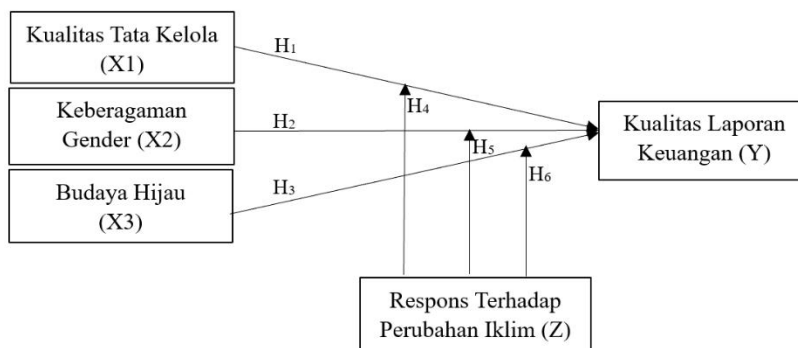 Kualitas Tata Kelola
(X1)
H1
Keberagaman
Gender (X2)
H2
H4
Kualitas Laporan
Keuangan (Y)
H5
Budaya Hijau
(X3)
H3
H6
Respons Terhadap
Perubahan Iklim (Z)